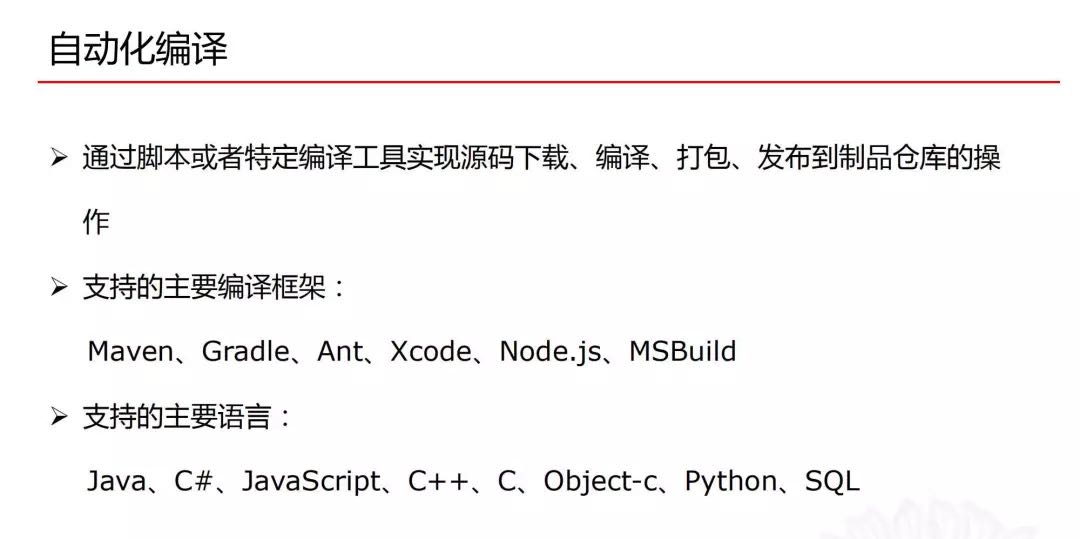 自动化编译
➢ 通过脚本或者特定编译工具实现源码下载、编译、打包、发布到制品仓库的操
作
➢ 支持的主要编译框架：
Maven、Gradle、Ant、Xcode、Node.js、MSBuild
➢ 支持的主要语言：
Java、C#、JavaScript、C++、C、Object-c、Python、SQL